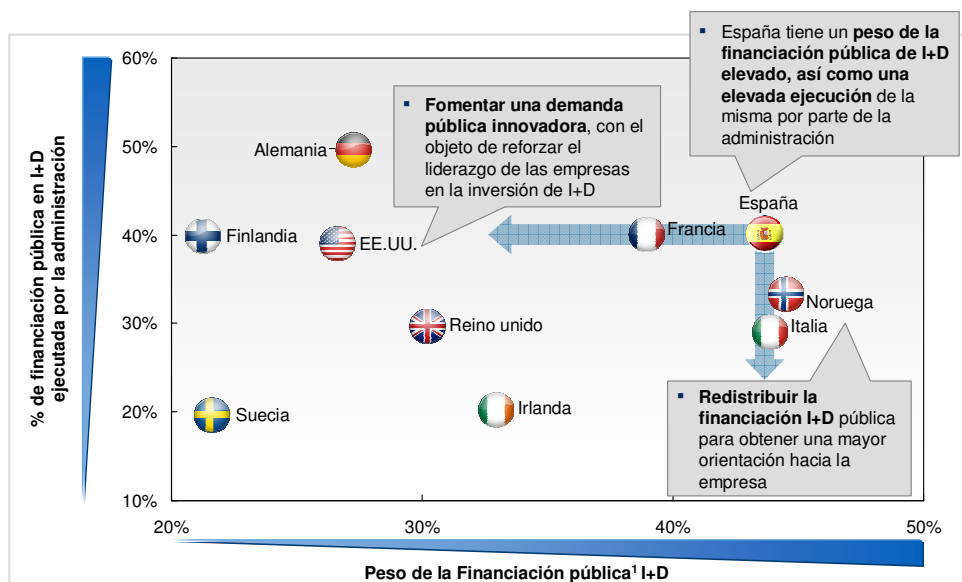 60%
50%
40%
30%
20%
10%
% de financiación pública en I+D
ejecutada por la administración
▪ España tiene un peso de la
financiación pública de I+D
elevado, así como una
elevada ejecución de la
misma por parte de la
administración
▪ Fomentar una demanda
pública innovadora, con el
objeto de reforzar el
liderazgo de las empresas
en la inversión de I+D
Alemania
España
Finlandia
EE.UU.
Francia
Noruega
Reino unido
Italia
Suecia
Irlanda
▪ Redistribuir la
financiación I+D pública
para obtener una mayor
orientación hacia la
empresa
20%
30%
40%
50%
Peso de la Financiación pública¹ I+D